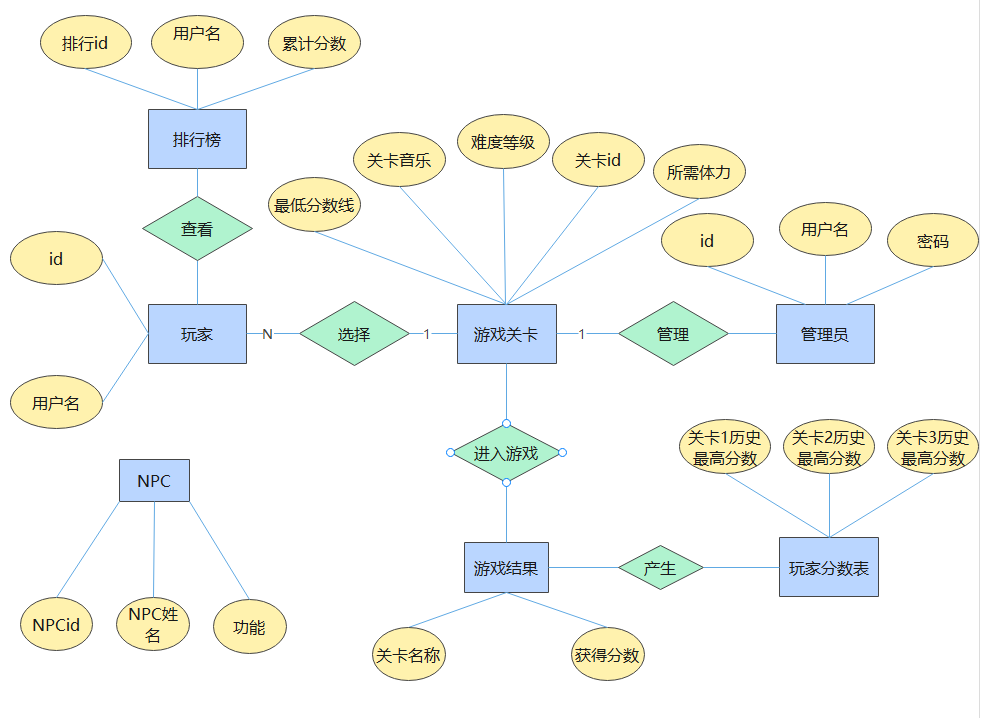 排行id
用户名
累计分数
排行榜
查看
id
玩家
用户名
N
选择
1
最低分数线
关卡音乐
难度等级
关卡id
所需体力
游戏关卡
1
管理
id
用户名
密码
管理员
进入游戏
关卡1历史
最高分数
关卡2历史
最高分数
关卡3历史
最高分数
NPC
NPCid
NPC姓
名
功能
游戏结果
产生
玩家分数表
关卡名称
获得分数